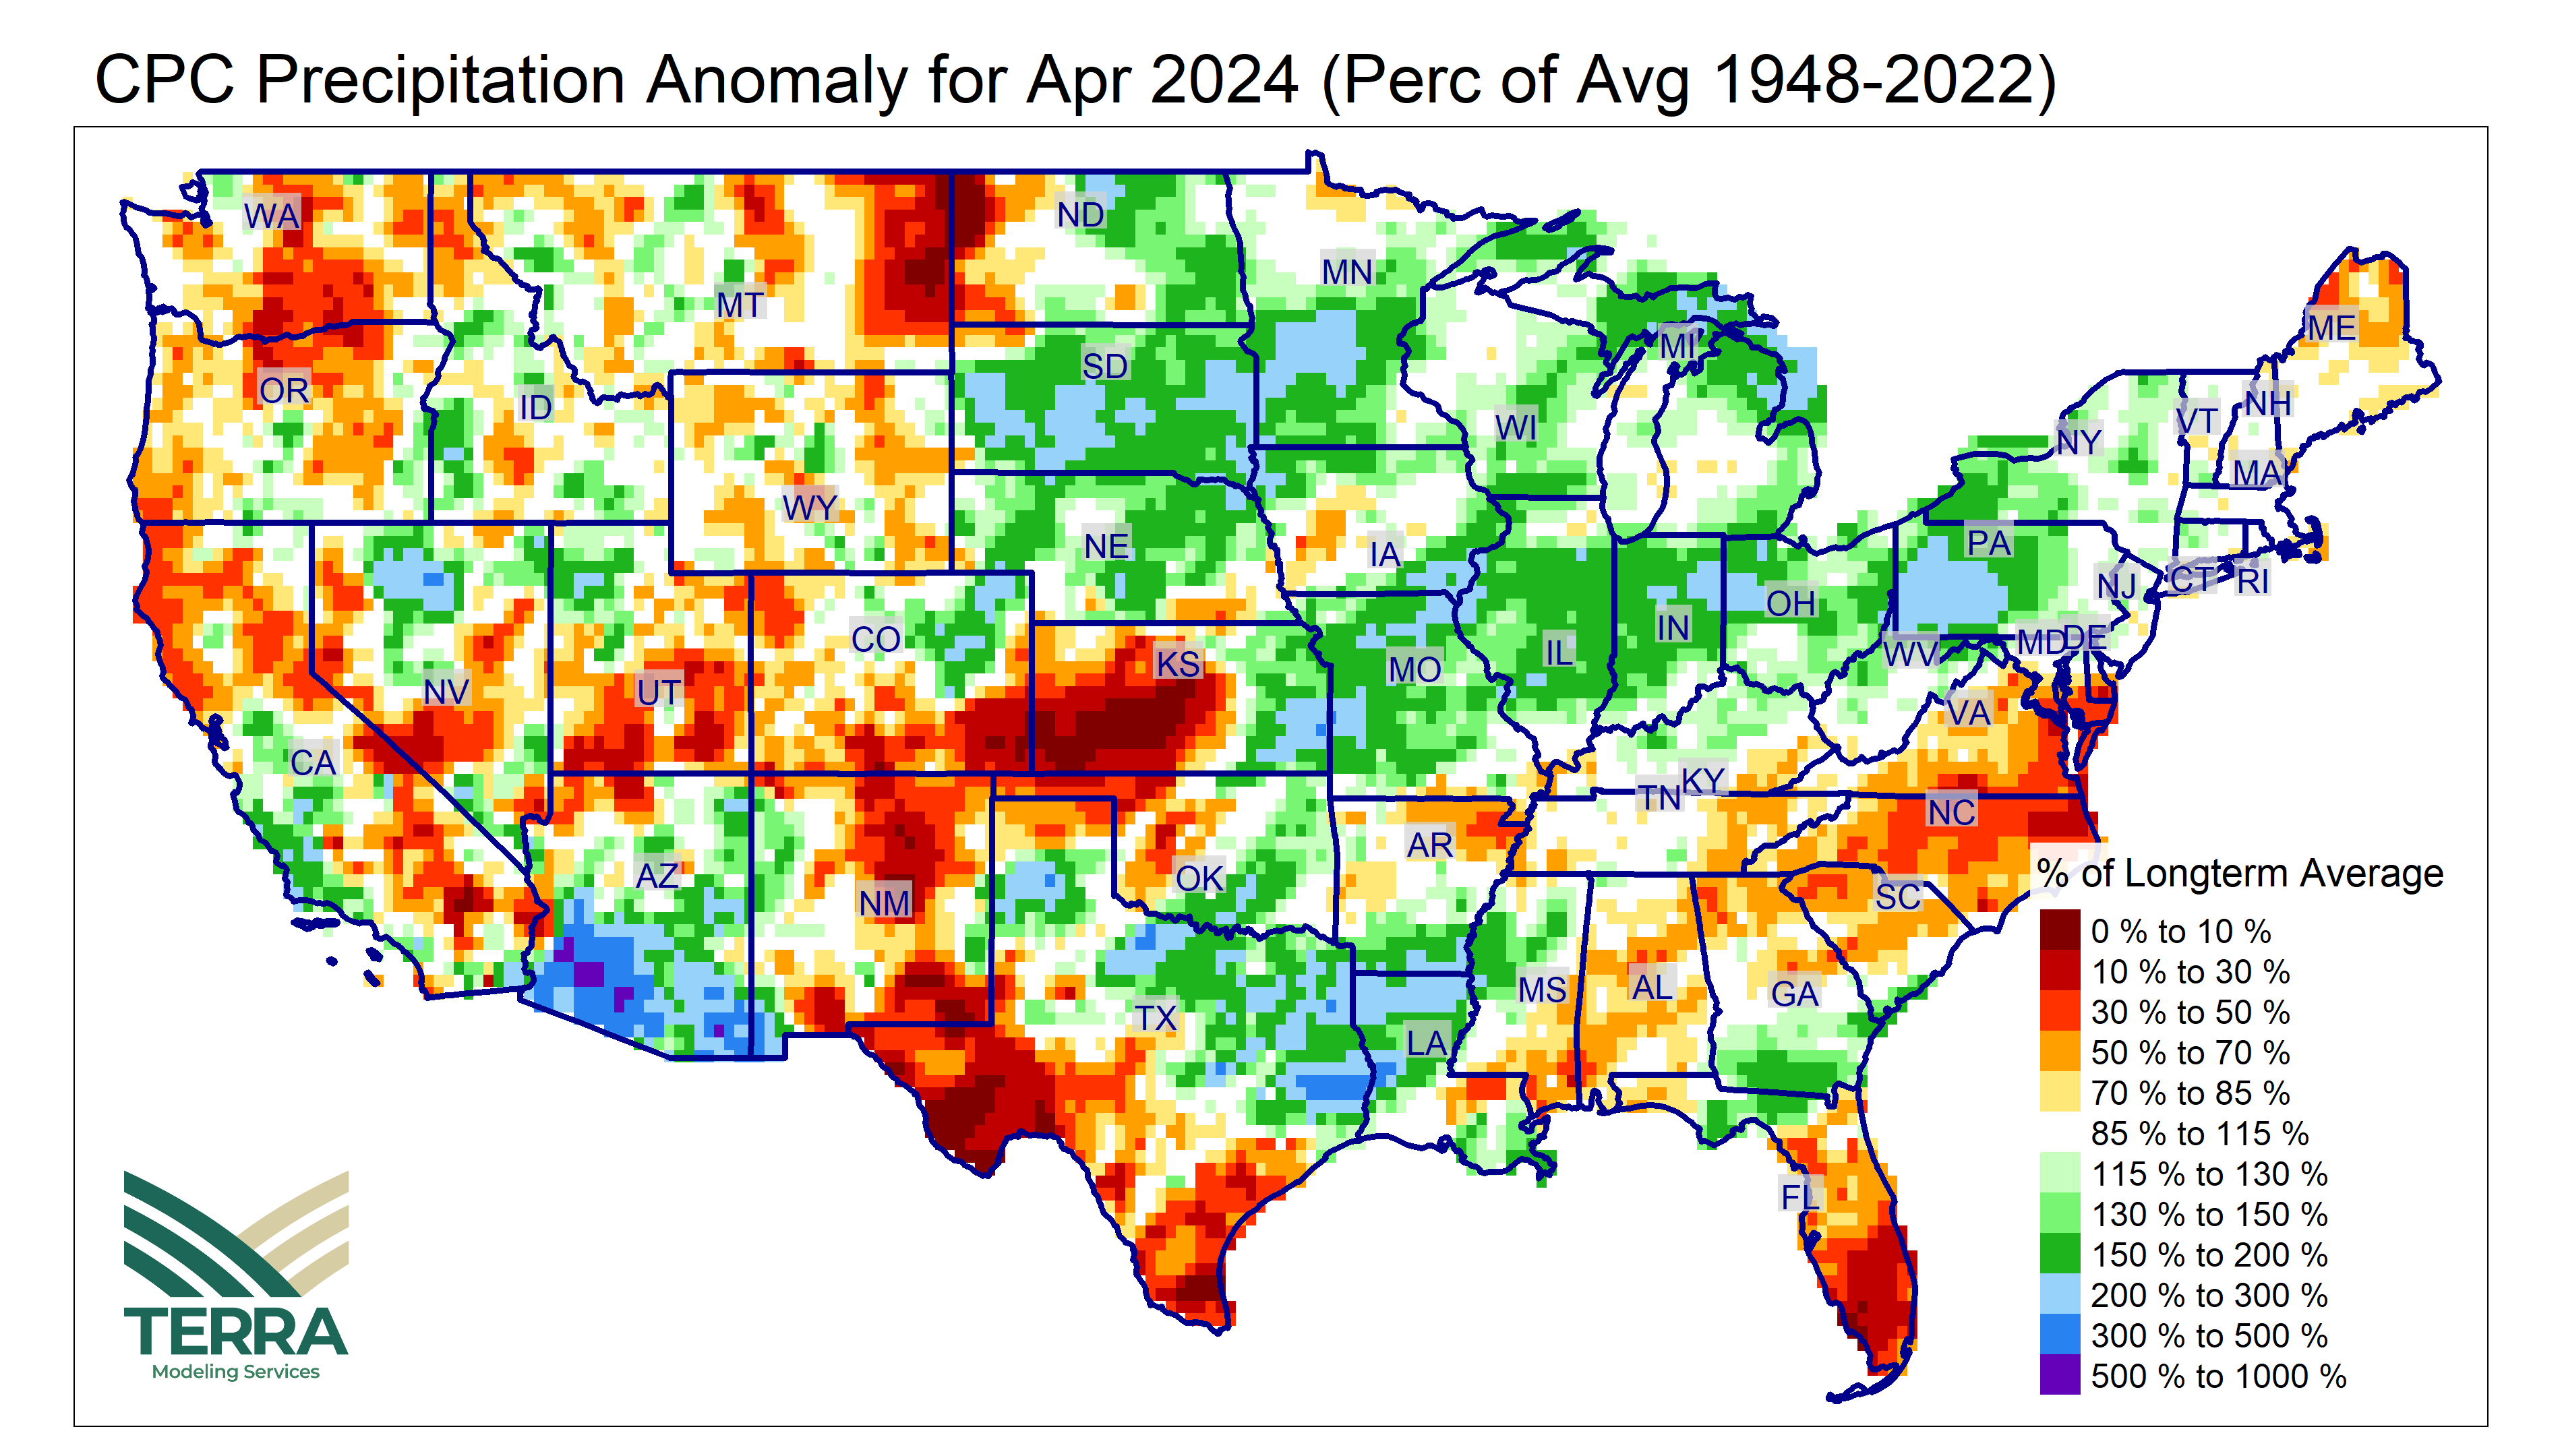 CPC Precipitation Anomaly for Apr 2024 (Perc of Avg 1948-2022)
WA
ND
MN
MT
ME
MI
SD
OR
ID
NH
VT
WI
NY
MA
WY
NE
IA
PA
NJ
CT
RI
OH
IN
CO
IL
WV
MD
DE
KS
MO
NV
UT
VA
CA
KY
TN
NC
AR
AZ
OK
NM
SC
MS
AL
GA
TX
LA
FL
% of Longterm Average
0 % to 10 %
10 % to 30 %
30 % to 50 %
50 % to 70 %
70 % to 85 %
85 % to 115 %
115 % to 130 %
130 % to 150 %
150 % to 200 %
200 % to 300 %
300 % to 500 %
500 % to 1000 %
TERRA
Modeling Services